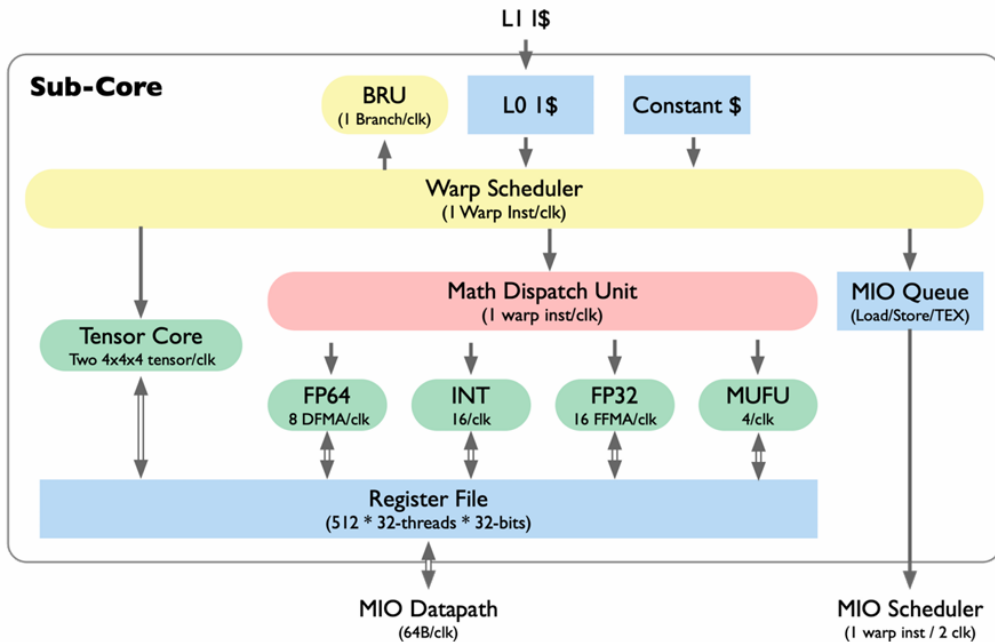 L1 I$
Sub-Core
BRU
(1 Branch/clk)
L0 I$
Constant $
Warp Scheduler
(1 Warp Inst/clk)
Math Dispatch Unit
(1 warp inst/clk)
MIO Queue
(Load/Store/TEX)
Tensor Core
Two 4x4x4 tensor/clk
FP64
8 DFMA/clk
INT
16/clk
FP32
16 FFMA/clk
MUFU
4/clk
Register File
(512 * 32-threads * 32-bits)
MIO Datapath
(64B/clk)
MIO Scheduler
(1 warp inst / 2 clk)